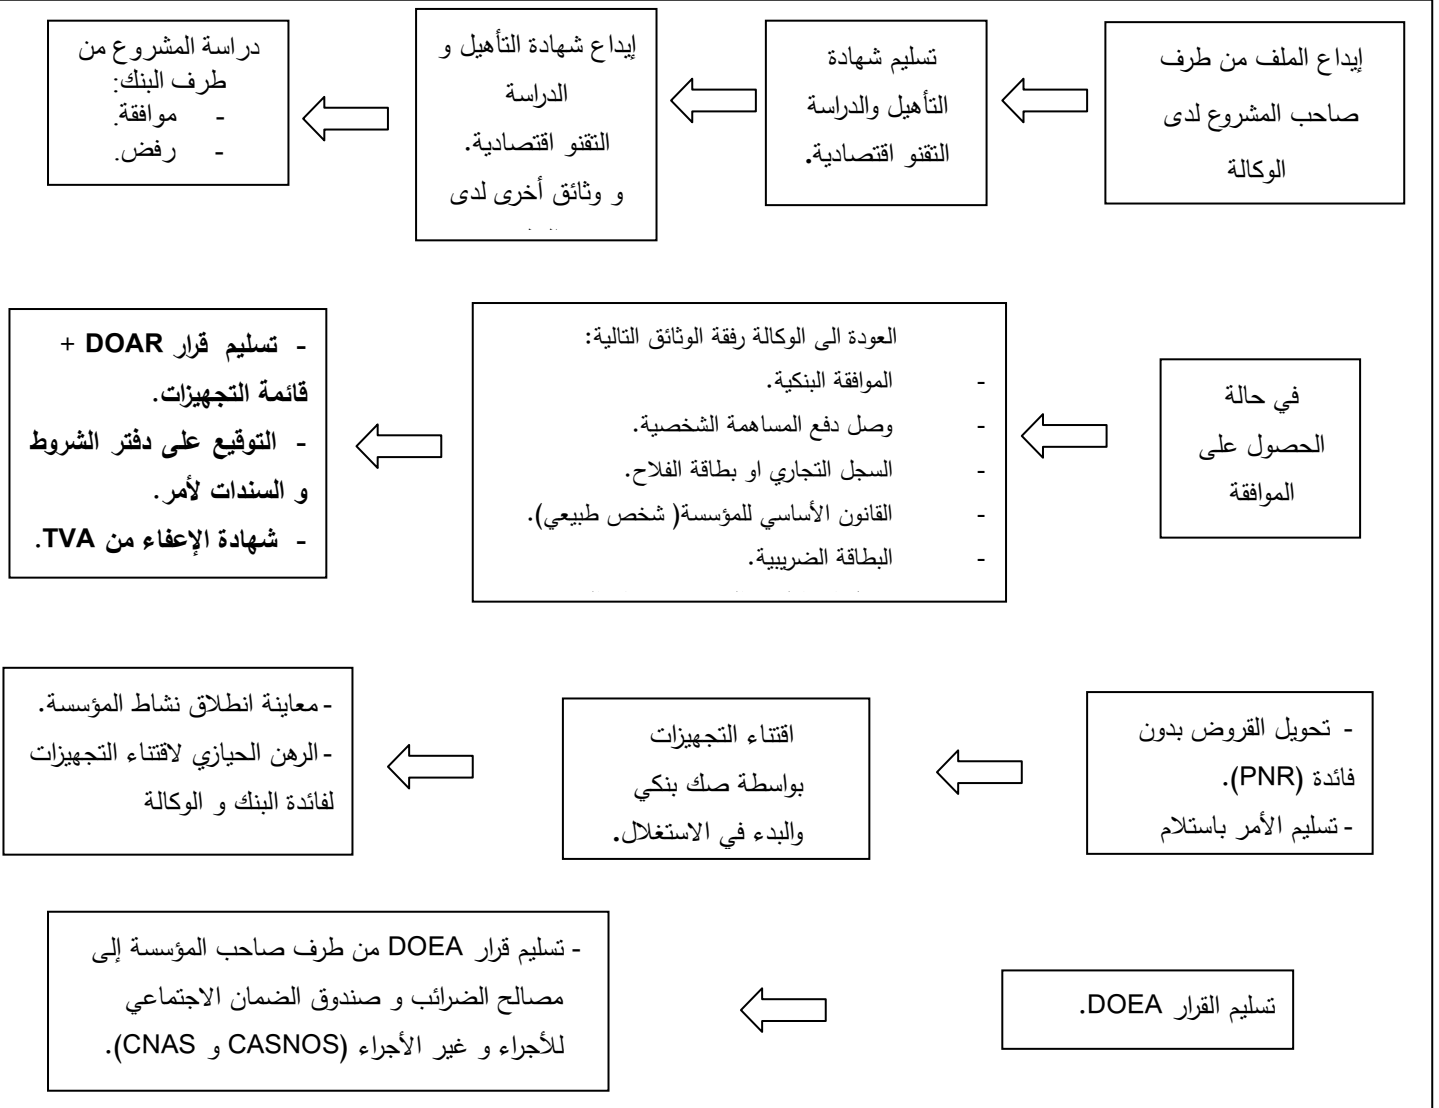 إيداع الملف من طرف
صاحب المشروع لدى
الوكالة
تسليم شهادة
التأهيل والدراسة
التقنو اقتصادية.
إيداع شهادة التأهيل و
الدراسة
التقنو اقتصادية.
و وثائق أخرى لدى
دراسة المشروع من
طرف البنك:
- موافقة.
- رفض.
في حالة
الحصول على
الموافقة
العودة الى الوكالة رفقة الوثائق التالية:
- الموافقة البنكية.
- وصل دفع المساهمة الشخصية.
- السجل التجاري او بطاقة الفلاح.
- القانون الأساسي للمؤسسة( شخص طبيعي).
- البطاقة الضريبية.
- تسليم قرار DOAR +
قائمة التجهيزات.
- التوقيع على دفتر الشروط
و السندات لأمر.
- شهادة الإعفاء من TVA.
- تحويل القروض بدون
فائدة (PNR).
- تسليم الأمر باستلام
اقتناء التجهيزات
بواسطة صك بنكي
والبدء في الاستغلال.
- معاينة انطلاق نشاط المؤسسة.
- الرهن الحيازي لاقتناء التجهيزات
لفائدة البنك و الوكالة
تسليم القرار DOEA.
- تسليم قرار DOEA من طرف صاحب المؤسسة إلى
مصالح الضرائب و صندوق الضمان الاجتماعي
للأجراء و غير الأجراء (CASNOS و CNAS).